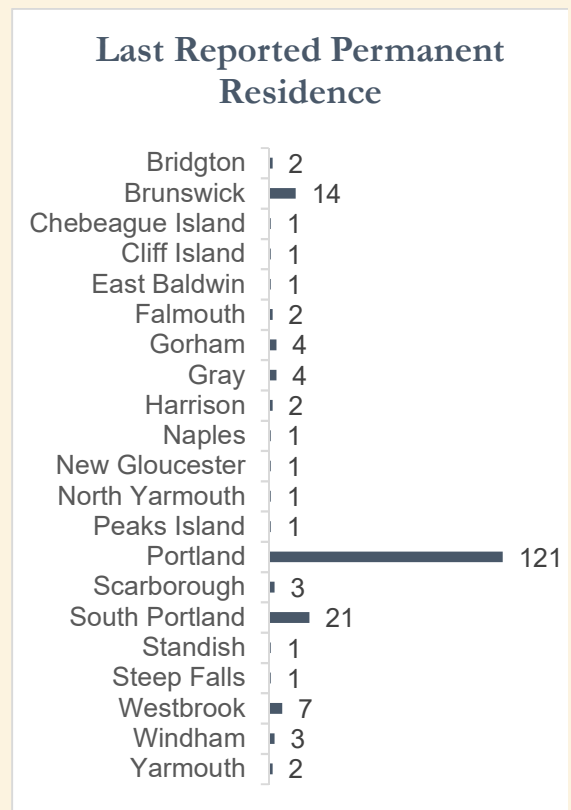 Last Reported Permanent
Residence
Bridgton 2
Brunswick 14
Chebeague Island 1
Cliff Island 1
East Baldwin 1
Falmouth 2
Gorham 4
Gray 4
Harrison 2
Naples 1
New Gloucester 1
North Yarmouth 1
Peaks Island 1
Portland 121
Scarborough 3
South Portland 21
Standish 1
Steep Falls 1
Westbrook 7
Windham 3
Yarmouth 2